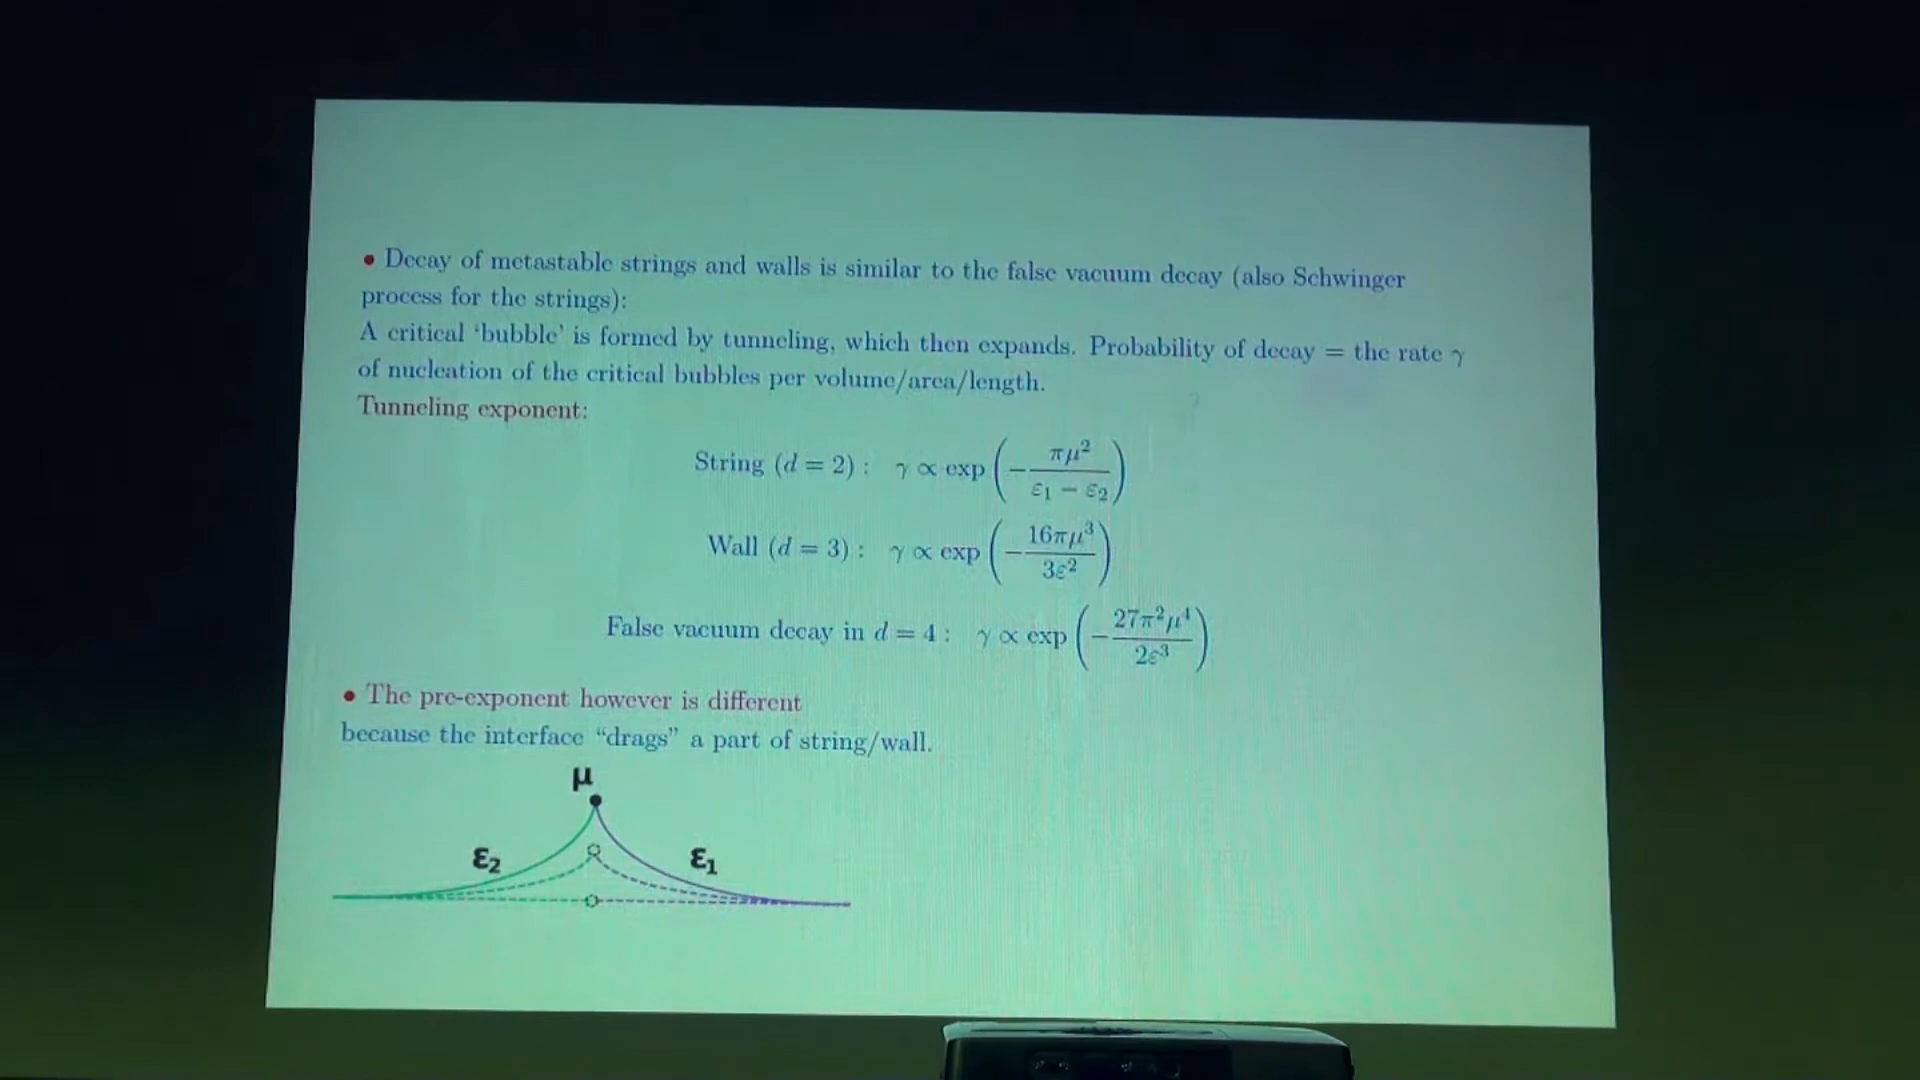 • Decay of metastable strings and walls is similar to the false vacuum decay (also Schwinger
process for the strings):
A critical ‘bubble’ is formed by tunneling, which then expands. Probability of decay = the rate γ
of nucleation of the critical bubbles per volume/area/length.
Tunneling exponent:
String (d = 2) : γ ∝ exp (−πμ²/(ε₁ − ε₂))
Wall (d = 3) : γ ∝ exp (−16πμ³/3ε²)
False vacuum decay in d = 4 : γ ∝ exp (−27π²μ⁴/2ε³)
• The pre-exponent however is different
because the interface “drags” a part of string/wall.
μ
ε₂ ε₁